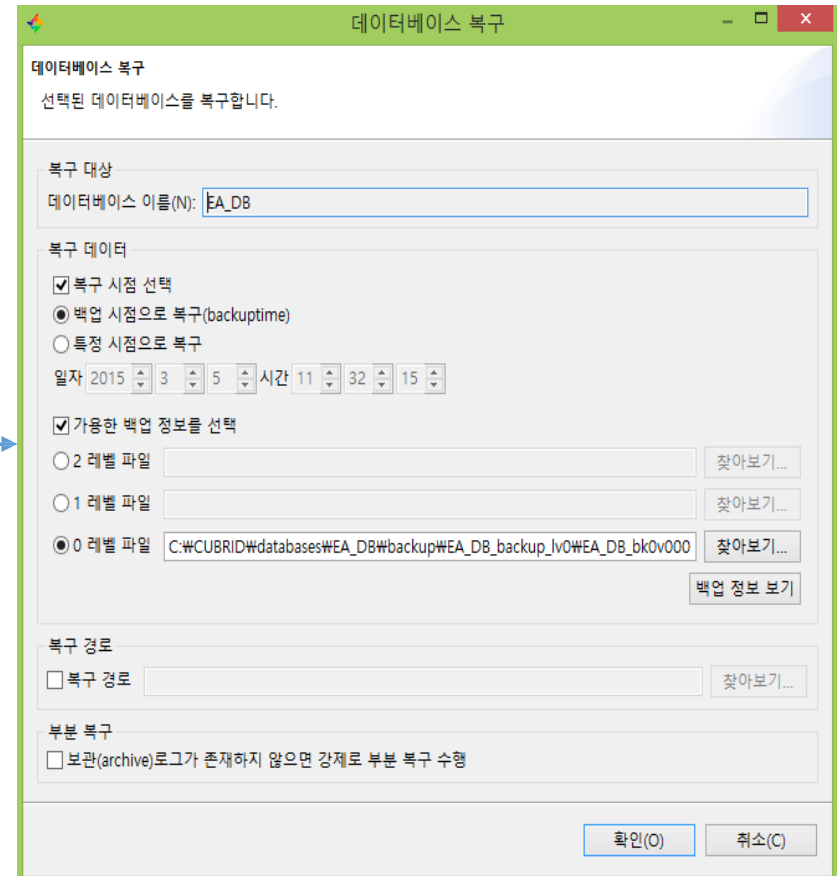 데이터베이스 복구
데이터베이스 복구
선택된 데이터베이스를 복구합니다.
복구 대상
데이터베이스 이름(N): EA_DB
복구 데이터
복구 시점 선택
백업 시점으로 복구(backuptime)
특정 시점으로 복구
일자 2015 3 5 시간 11 32 15
가용한 백업 정보를 선택
2 레벨 파일 찾아보기...
1 레벨 파일 찾아보기...
0 레벨 파일 C:₩CUBRID₩databases₩EA_DB₩backup₩EA_DB_backup_lv0₩EA_DB_bk0v000 찾아보기...
백업 정보 보기
복구 경로
복구 경로 찾아보기...
부분 복구
보관(archive)로그가 존재하지 않으면 강제로 부분 복구 수행
확인(O) 취소(C)